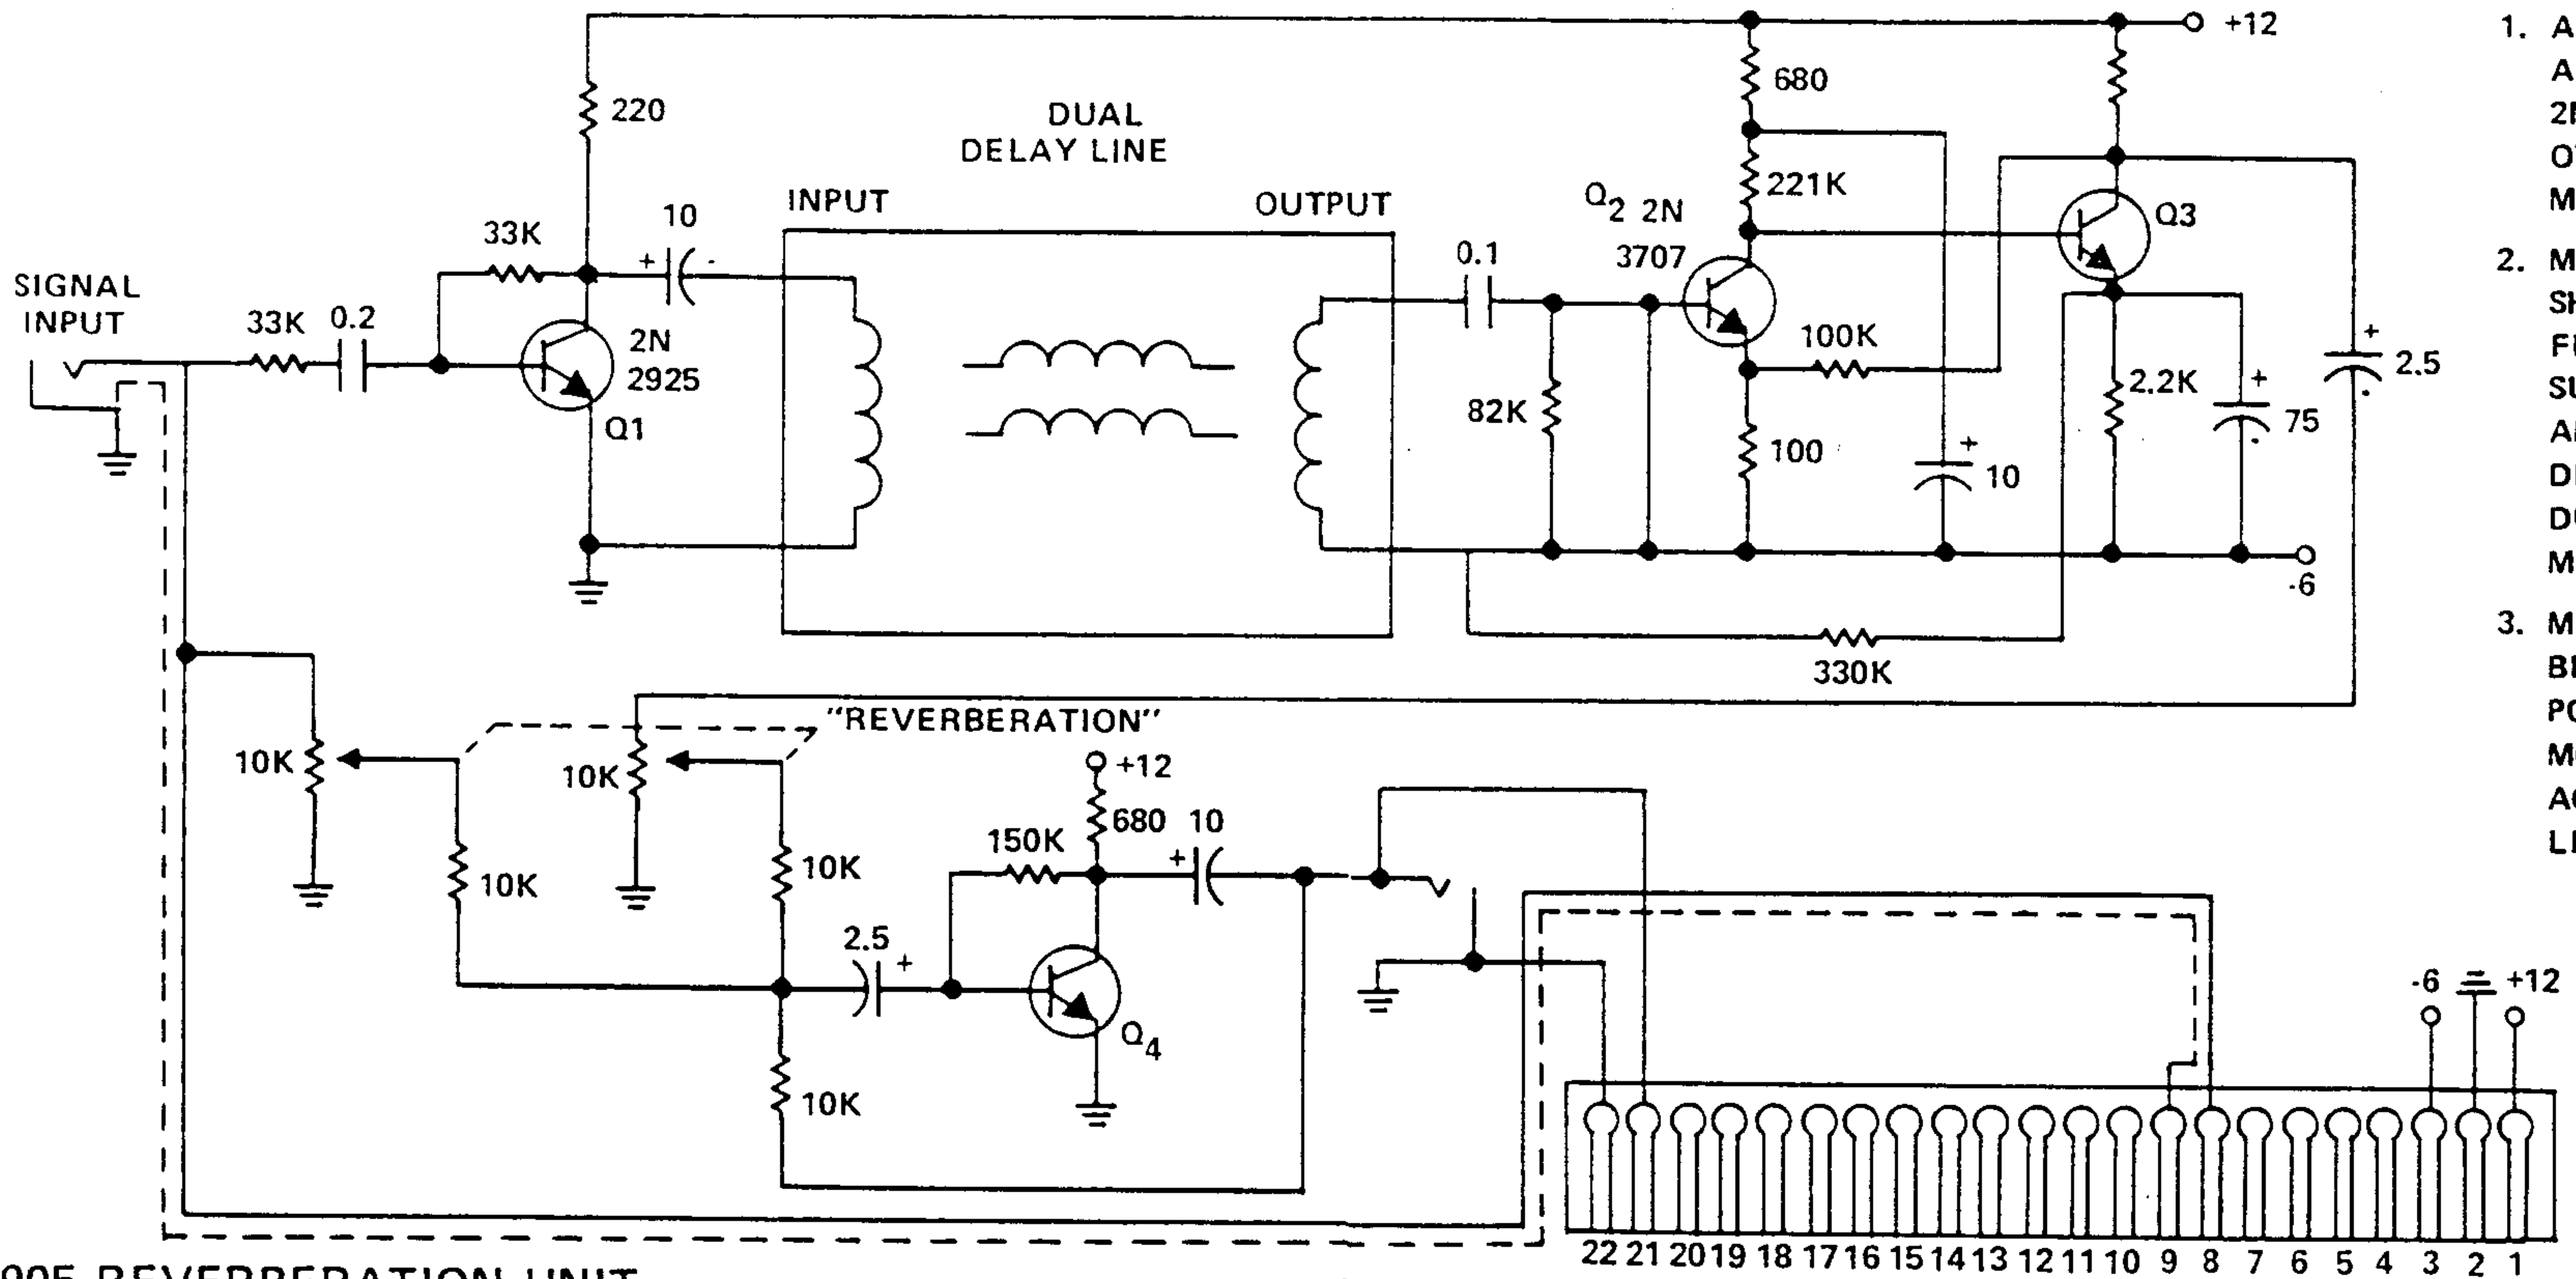 +12
220
680
DUAL
DELAY LINE
INPUT
OUTPUT
221K
Q2 2N
3707
Q3
10
+
-
33K
SIGNAL
INPUT
33K
0.2
2N
2925
Q1
0.1
82K
100K
100
+
10
2.2K
+
75
+
2.5
-6
330K
"REVERBERATION"
10K
10K
+12
680
10
+
150K
10K
10K
2.5
+
Q4
10K
-6
+12
22 21 20 19 18 17 16 15 14 13 12 11 10 9 8 7 6 5 4 3 2 1
905 REVERBERATION UNIT
1. A
2.
3.